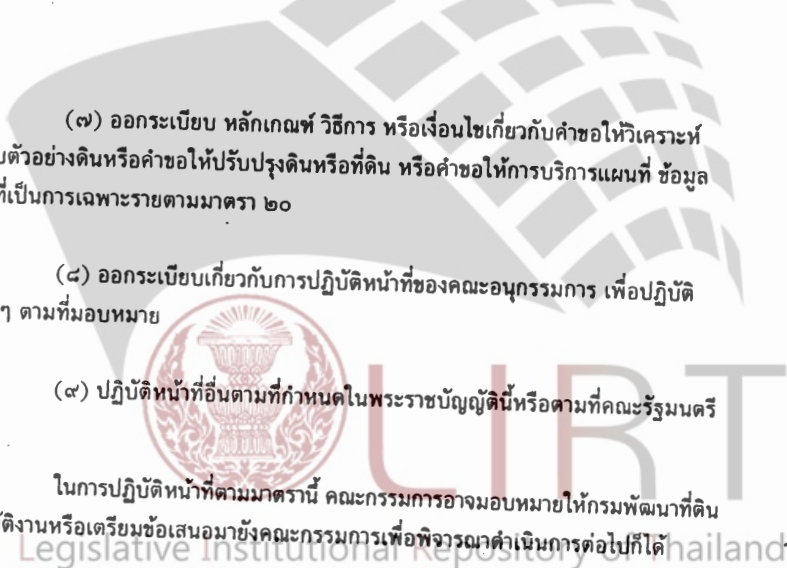 (๗) ออกระเบียบ หลักเกณฑ์ วิธีการ หรือเงื่อนไขเกี่ยวกับคำขอให้วิเคราะห์
ตัวอย่างดินหรือคำขอให้ปรับปรุงดินหรือที่ดิน หรือคำขอให้การบริการแผนที่ ข้อมูล
ที่เป็นการเฉพาะรายตามมาตรา ๒๐
(๘) ออกระเบียบเกี่ยวกับการปฏิบัติหน้าที่ของคณะอนุกรรมการ เพื่อปฏิบัติ
ๆ ตามที่มอบหมาย
(๙) ปฏิบัติหน้าที่อื่นตามที่กำหนดในพระราชบัญญัตินี้หรือตามที่คณะรัฐมนตรี
LIRT
ในการปฏิบัติหน้าที่ตามมาตรานี้ คณะกรรมการอาจมอบหมายให้กรมพัฒนาที่ดิน
งานหรือเตรียมข้อเสนอมายังคณะกรรมการเพื่อพิจารณาดำเนินการต่อไปก็ได้
Legislative Institutional Repository of Thailand